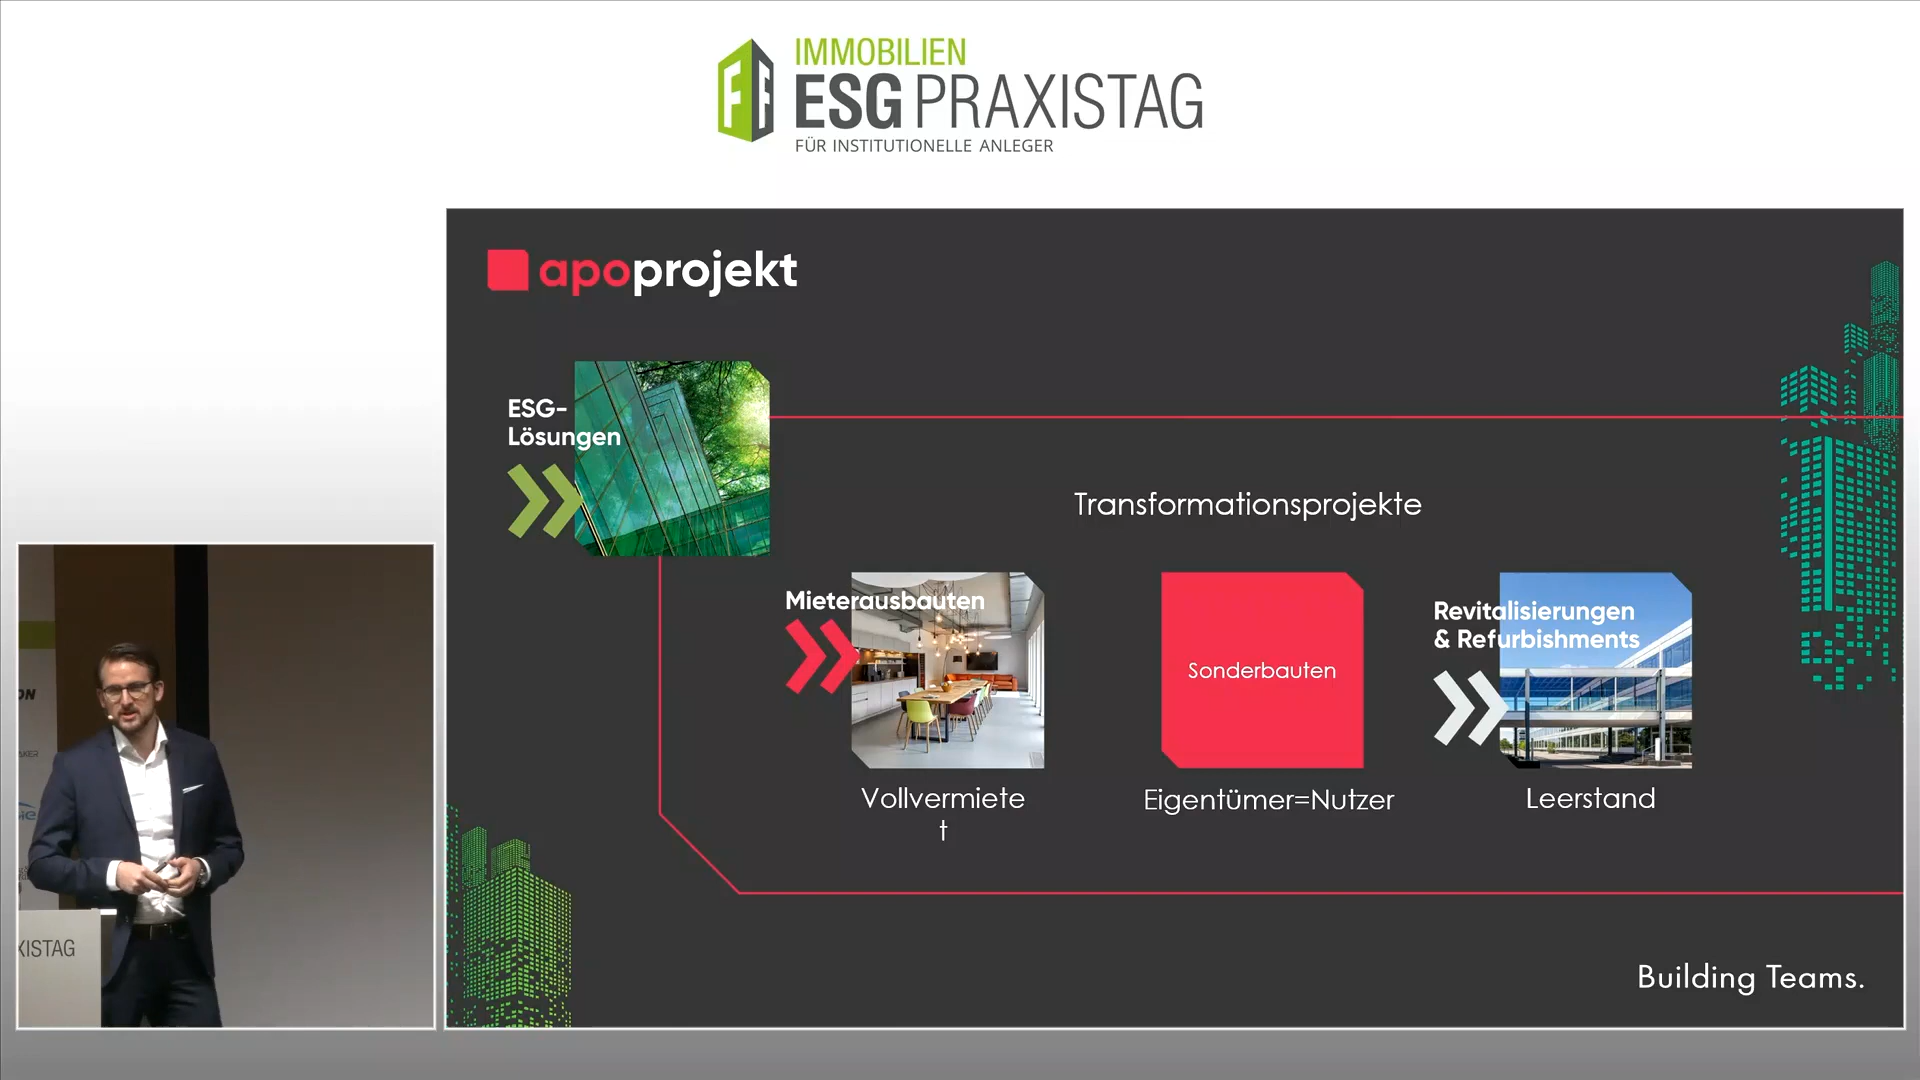 IMMOBILIEN
ESG PRAXISTAG
FÜR INSTITUTIONELLE ANLEGER
apoprojekt
ESG-
Lösungen
Transformationsprojekte
Mieterausbauten
Sonderbauten
Revitalisierungen
& Refurbishments
Vollvermiete
t
Eigentümer=Nutzer
Leerstand
Building Teams.
XISTAG